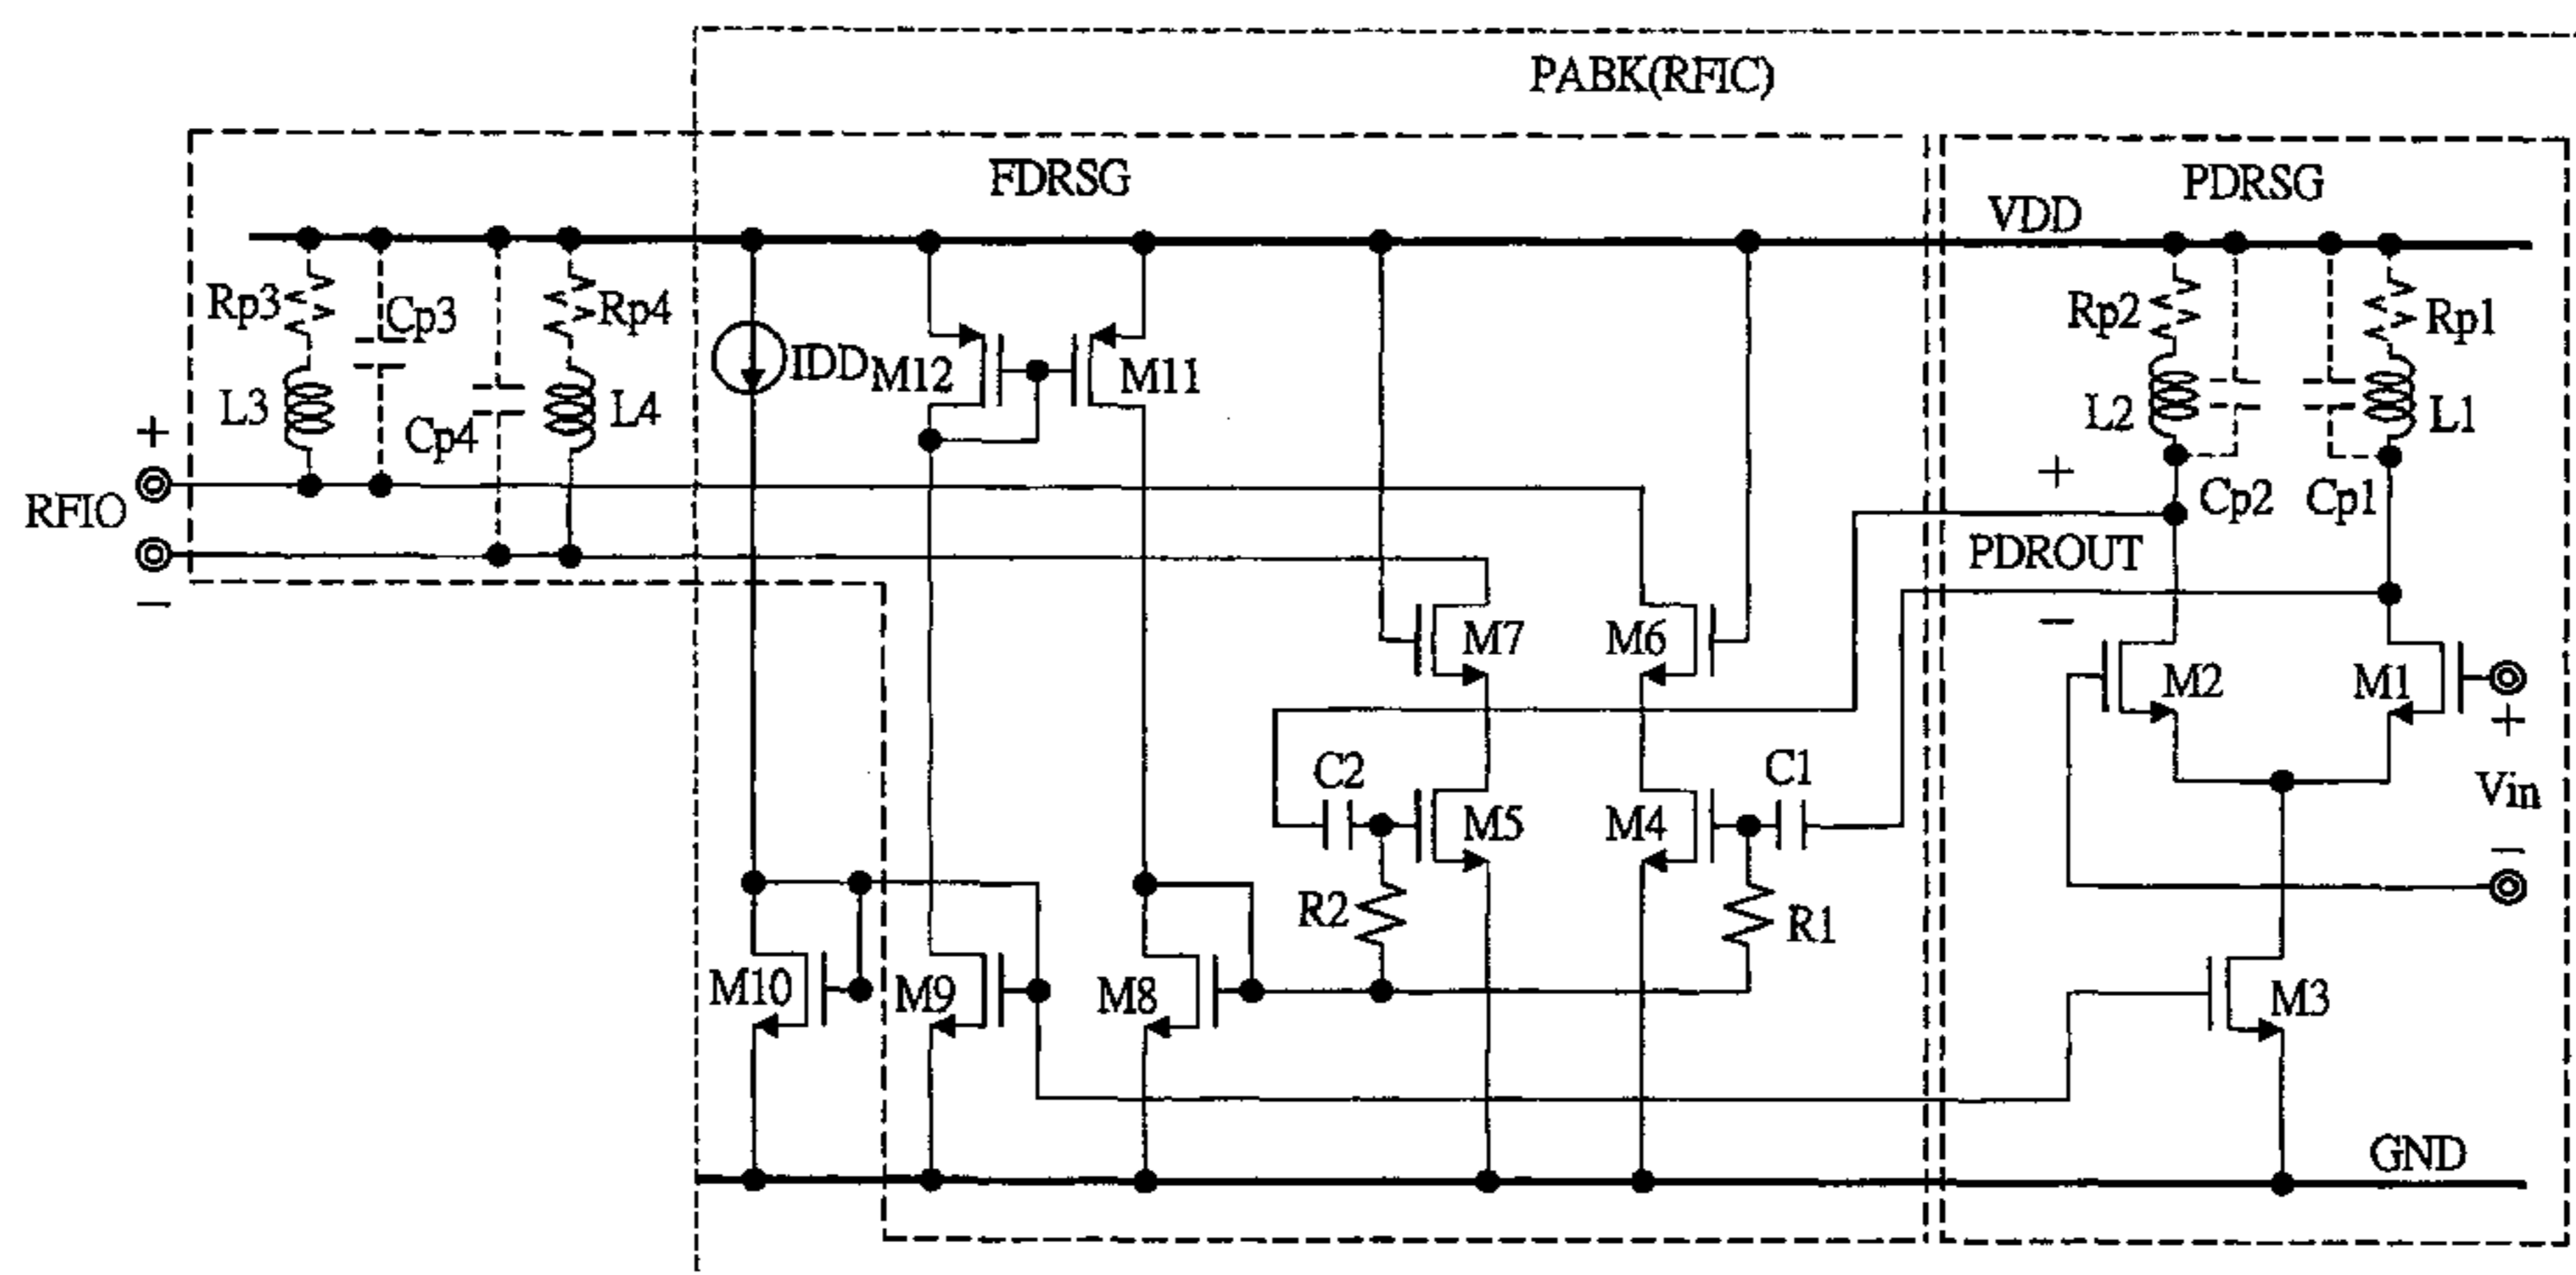 PABK(RFIC)
FDRSG
PDRSG
VDD
Rp3
Cp3
Rp4
IDD
M12
M11
Rp2
Rp1
L3
Cp4
L4
L2
L1
+
+
Cp2
Cp1
RFIO
PDROUT
−
−
M7
M6
M2
M1
+
C2
C1
Vin
M5
M4
−
R2
R1
M10
M9
M8
M3
GND